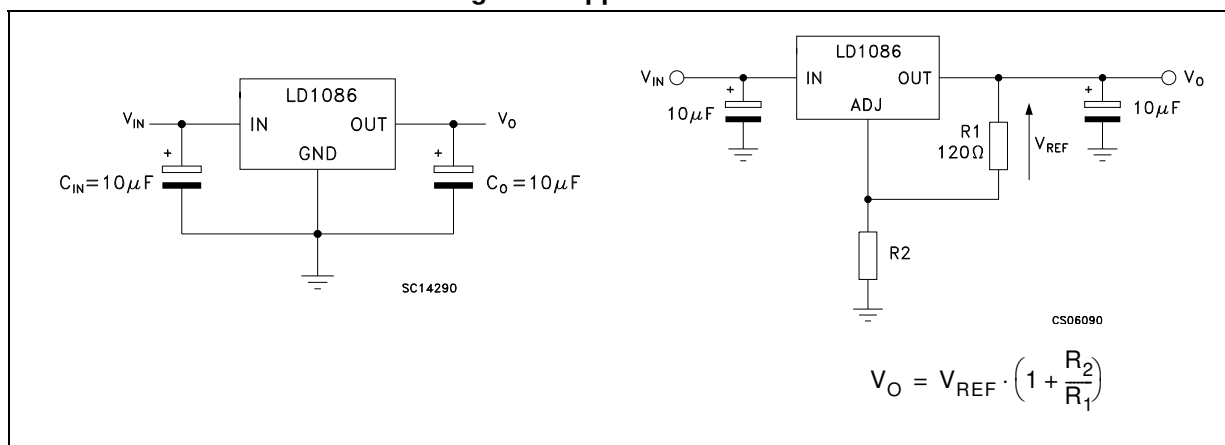 LD1086
V_IN
IN
OUT
V_O
GND
+
+
C_IN=10μF
C_O=10μF
SC14290
LD1086
V_IN
IN
OUT
V_O
ADJ
+
+
10μF
R1
120Ω
V_REF
10μF
R2
CS06090
V_O = V_REF · (1 + R_2/R_1)